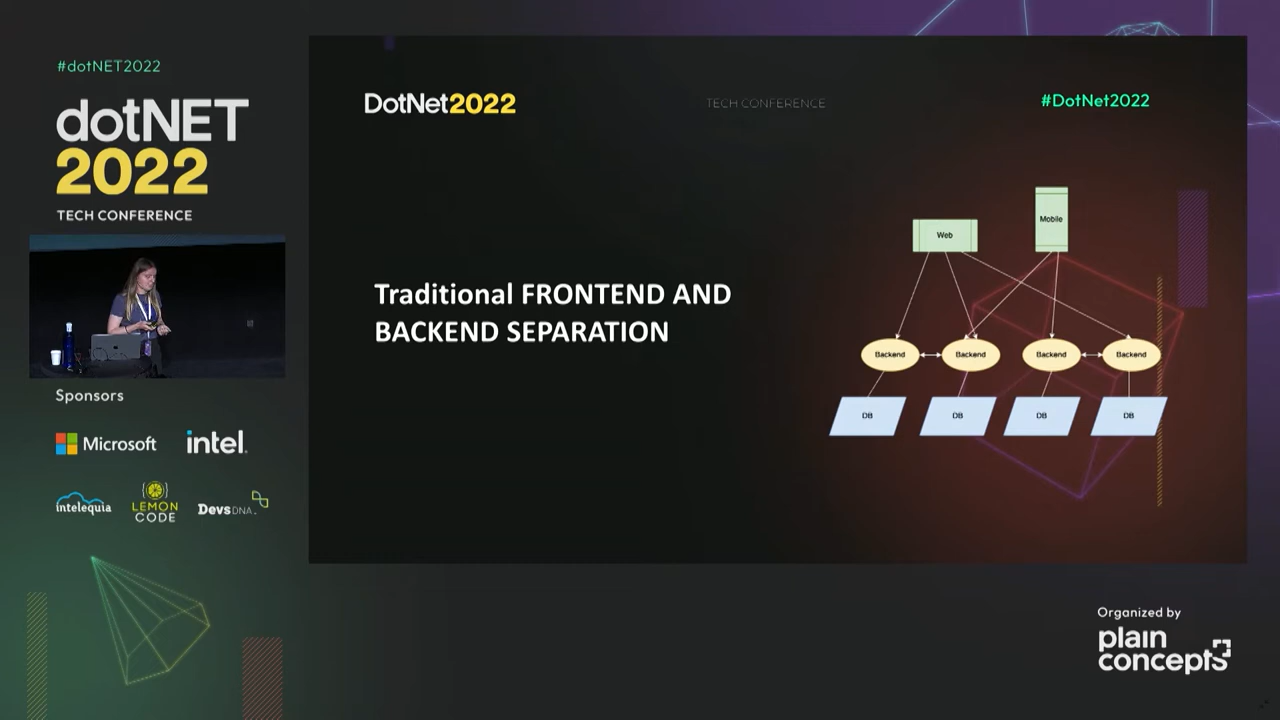 #dotNET2022
dotNET
2022
TECH CONFERENCE
Sponsors
Microsoft
intel.
intelequia
LEMON
CODE
DevsDNA.
DotNet2022
TECH CONFERENCE
#DotNet2022
Traditional FRONTEND AND
BACKEND SEPARATION
Web
Mobile
Backend
Backend
Backend
Backend
DB
DB
DB
DB
Organized by
plain
concepts